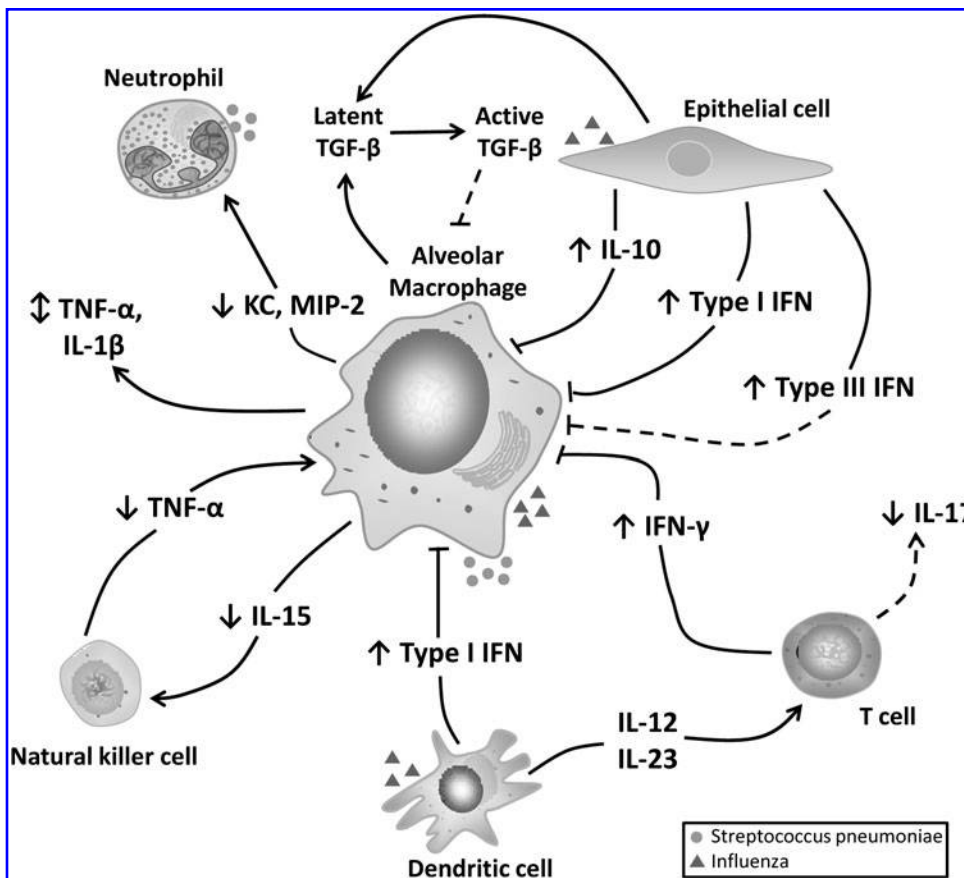 Neutrophil
Latent
TGF-β
Active
TGF-β
Epithelial cell
↑ IL-10
Alveolar
Macrophage
↑ Type I IFN
↕ TNF-α,
IL-1β
↓ KC, MIP-2
↑ Type III IFN
↓ TNF-α
↑ IFN-γ
↓ IL-17
↓ IL-15
↑ Type I IFN
IL-12
IL-23
T cell
Natural killer cell
Dendritic cell
Streptococcus pneumoniae
Influenza